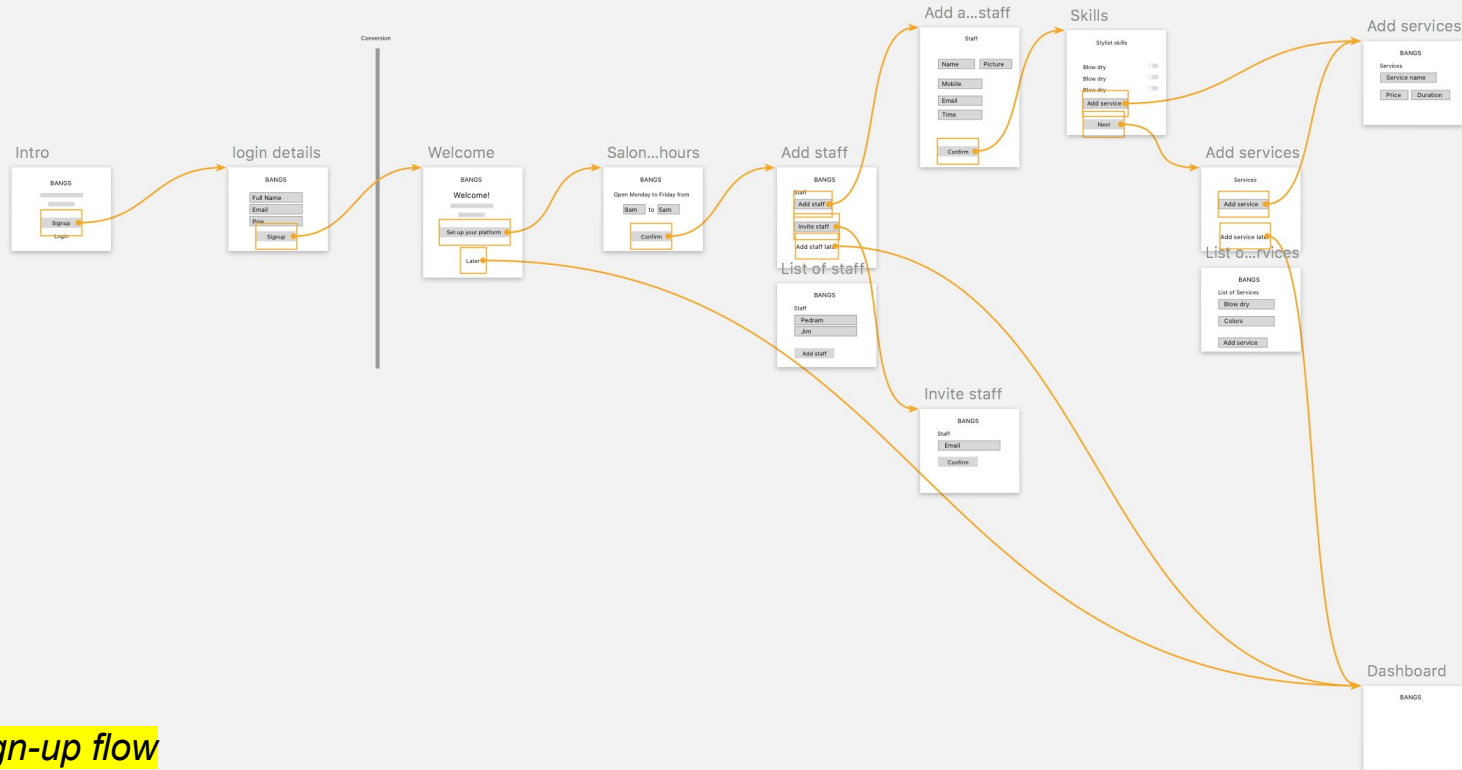 Conversion
Intro
BANGS
Signup
Login
login details
BANGS
Full Name
Email
Signup
Welcome
BANGS
Welcome!
Set up your platform
Later
Salon...hours
BANGS
Open Monday to Friday from
9am to 5am
Confirm
Add staff
BANGS
Staff
Add staff
Invite staff
Add staff late
List of staff
BANGS
Staff
Pedram
Jim
Add staff
Add a...staff
Staff
Name Picture
Mobile
Email
Time
Confirm
Invite staff
BANGS
Staff
Email
Confirm
Skills
Stylist skills
Blow dry
Blow dry
Blow dry
Add service
Next
Add services
Services
Add service
Add service late
List o...rvices
BANGS
List of Services
Blow dry
Colors
Add service
Add services
BANGS
Services
Service name
Price Duration
Dashboard
BANGS
gn-up flow